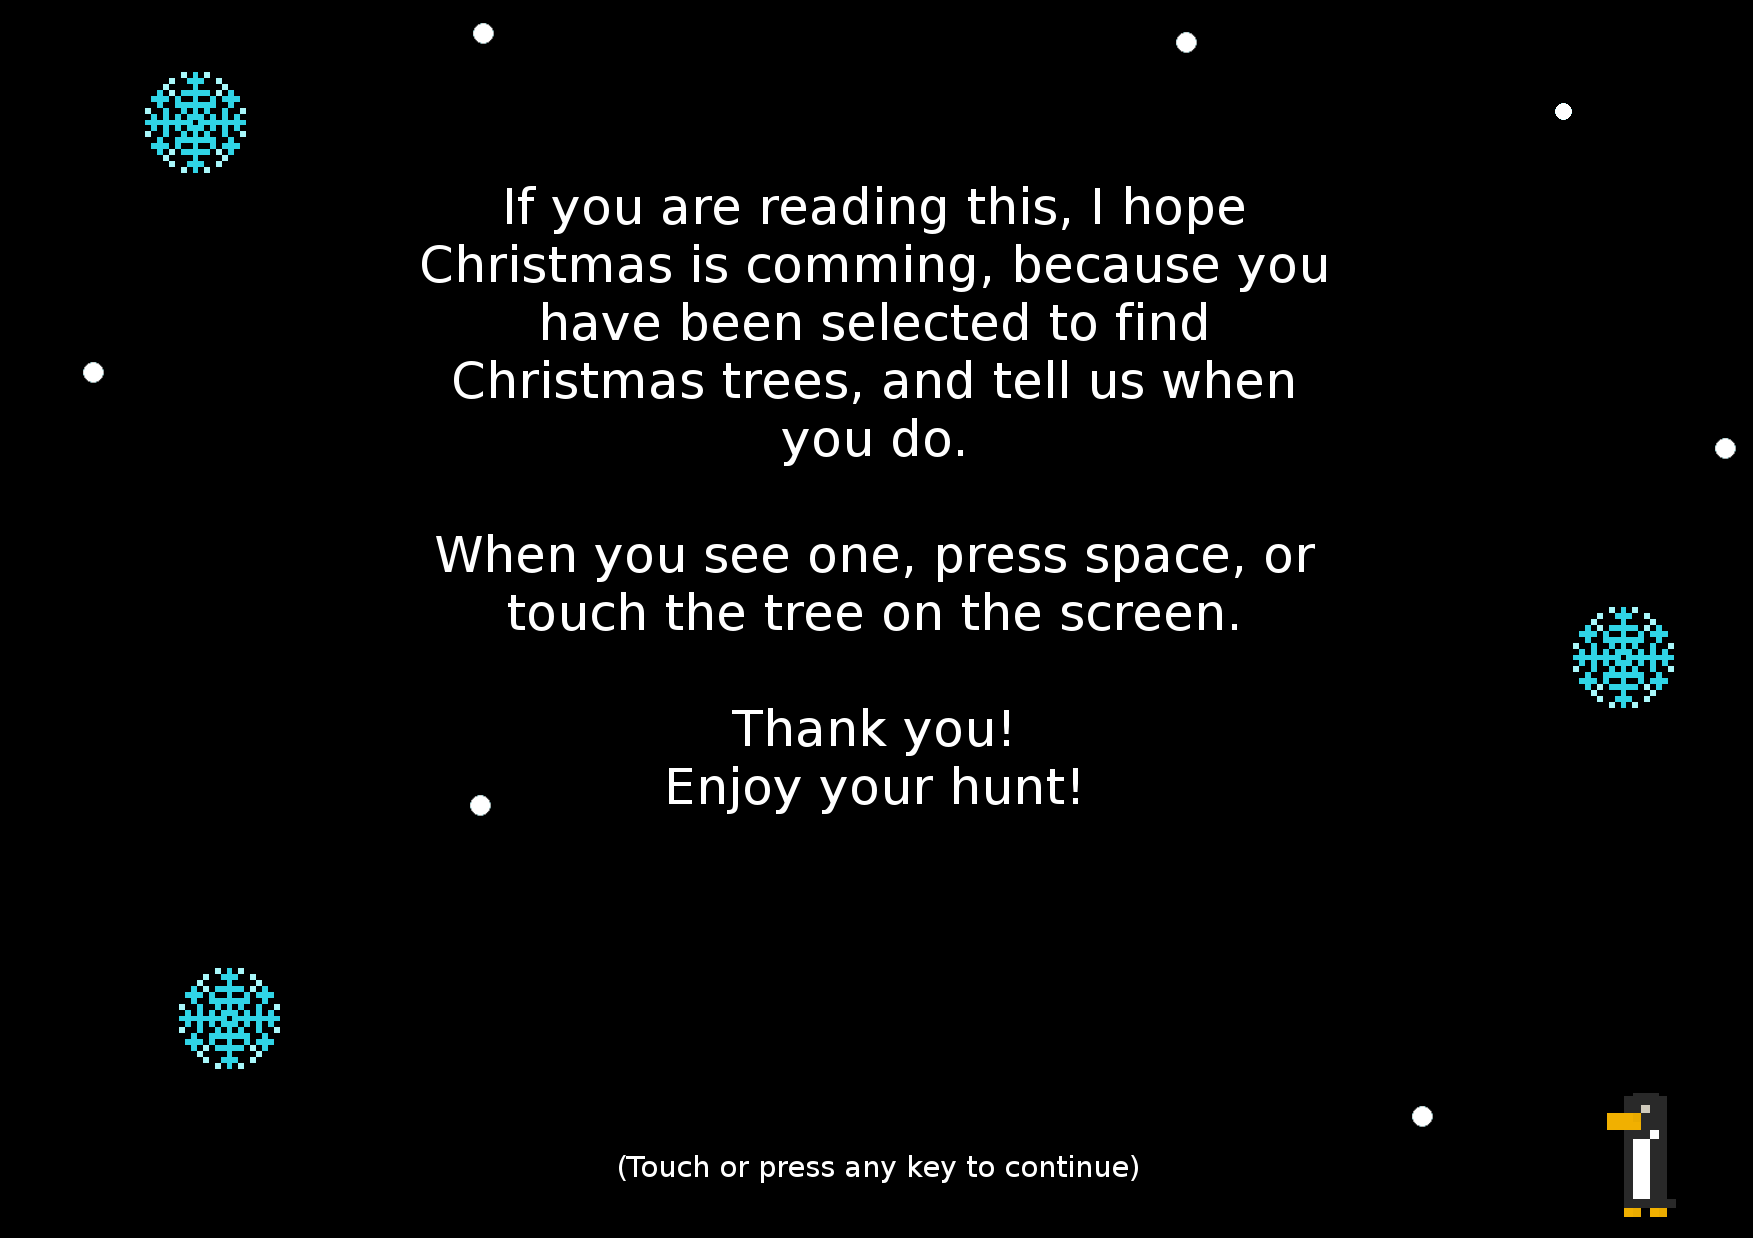 If you are reading this, I hope
Christmas is comming, because you
have been selected to find
Christmas trees, and tell us when
you do.
When you see one, press space, or
touch the tree on the screen.
Thank you!
Enjoy your hunt!
(Touch or press any key to continue)